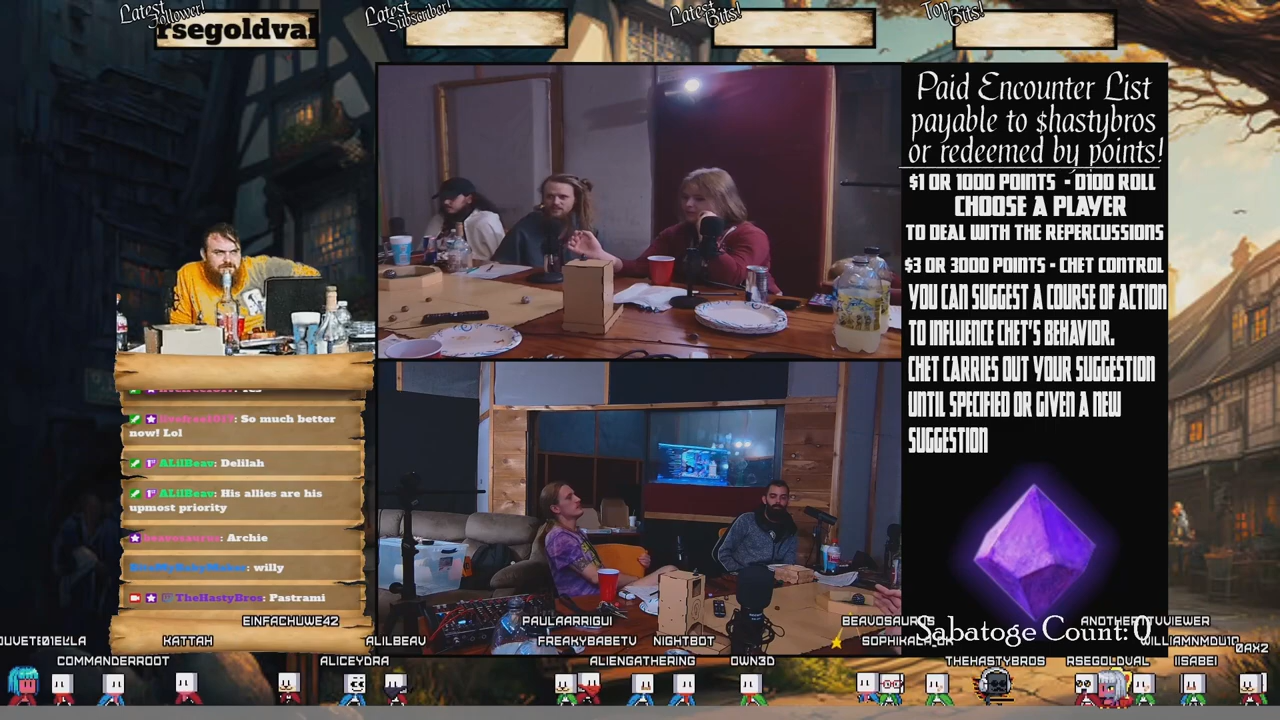 Latest Follower!
rsegoldval
Latest Subscriber!
Latest Bits!
Top Bits!
Paid Encounter List
payable to $hastybros
or redeemed by points!
$1 OR 1000 POINTS - D100 ROLL
CHOOSE A PLAYER
TO DEAL WITH THE REPERCUSSIONS
$3 OR 3000 POINTS - CHET CONTROL
YOU CAN SUGGEST A COURSE OF ACTION
TO INFLUENCE CHET'S BEHAVIOR.
CHET CARRIES OUT YOUR SUGGESTION
UNTIL SPECIFIED OR GIVEN A NEW
SUGGESTION
Sabatoge Count: 0
: So much better
now! Lol
ALilBeav: Delilah
ALilBeav: His allies are his
upmost priority
beavosaurus: Archie
: willy
TheHastyBros: Pastrami
EINFACHUWE42
PAULAARRIGUI
BEAVOSAURUS
KATTAH
ALILBEAV
FREAKYBABETV
NIGHTBOT
COMMANDERROOT
ALICEYDRA
ALIENGATHERING
OWN3D
THEHASTYBROS
RSEGOLDVAL
IISABEI
0AX2